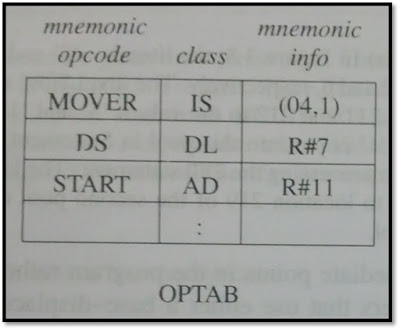 mnemonic opcode class mnemonic info
MOVER IS (04,1)
DS DL R#7
START AD R#11
:
OPTAB